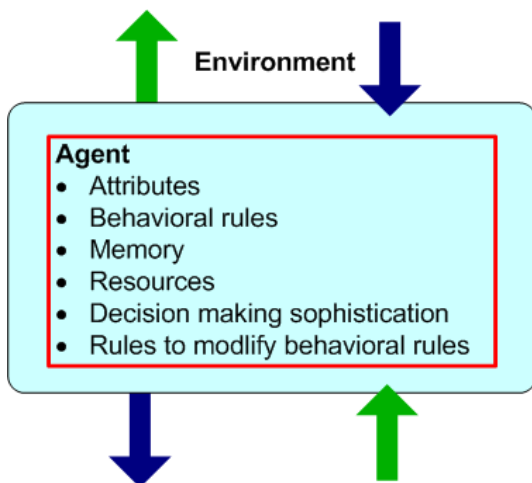 Environment
Agent
• Attributes
• Behavioral rules
• Memory
• Resources
• Decision making sophistication
• Rules to modlify behavioral rules